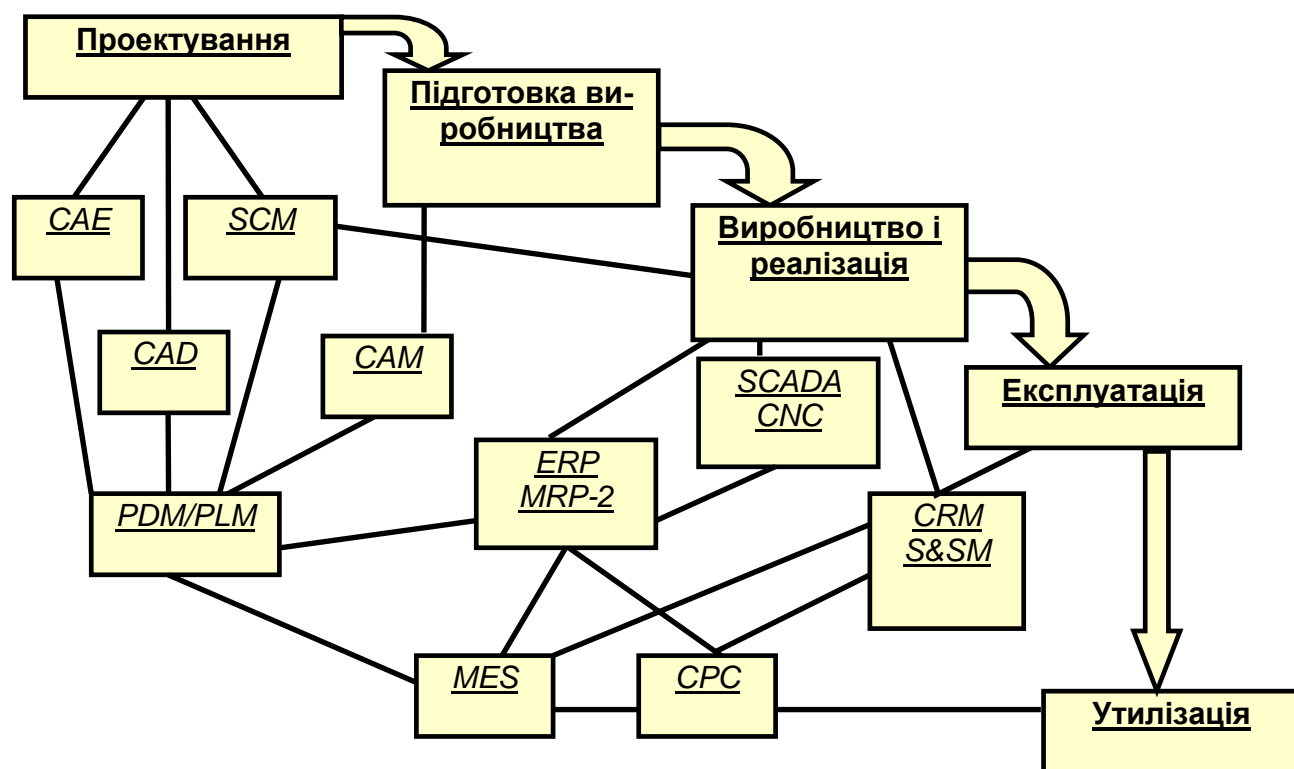 Проектування
Підготовка ви-
робництва
CAE
SCM
Виробництво і
реалізація
CAD
CAM
SCADA
CNC
Експлуатація
ERP
MRP-2
PDM/PLM
CRM
S&SM
MES
CPC
Утилізація